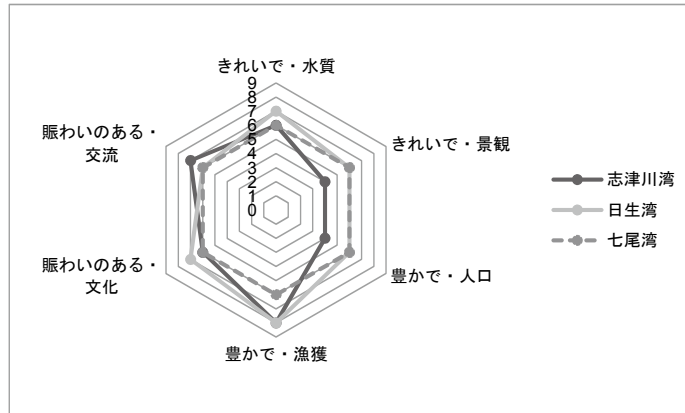 きれいで・水質
9
8
7
6
5
4
3
2
1
0
賑わいのある・
交流
きれいで・景観
志津川湾
日生湾
七尾湾
賑わいのある・
文化
豊かで・人口
豊かで・漁獲